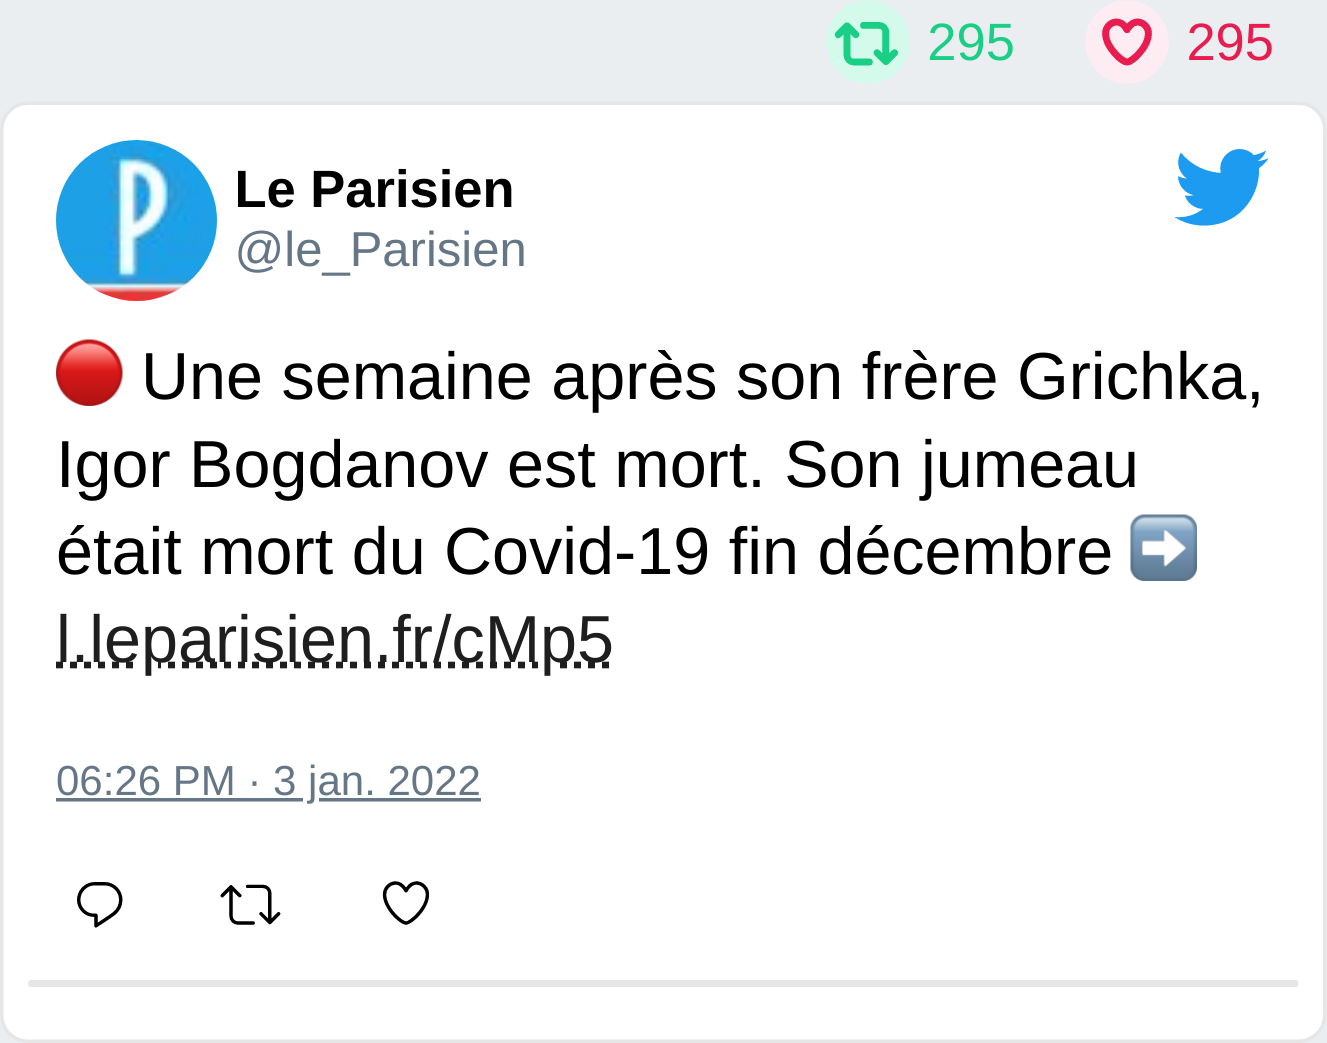 295 295
Le Parisien
@le_Parisien
🔴 Une semaine après son frère Grichka,
Igor Bogdanov est mort. Son jumeau
était mort du Covid-19 fin décembre ➡️
l.leparisien.fr/cMp5
06:26 PM · 3 jan. 2022